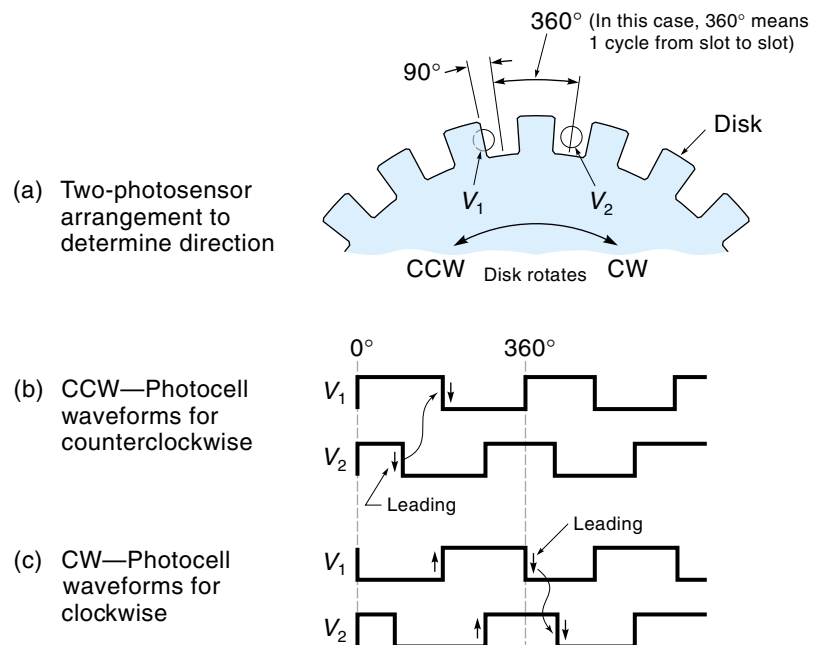 360° (In this case, 360° means
1 cycle from slot to slot)
90°
Disk
(a) Two-photosensor
arrangement to
determine direction
V1
V2
CCW Disk rotates CW
0° 360°
(b) CCW—Photocell
waveforms for
counterclockwise
V1
V2
Leading
Leading
(c) CW—Photocell
waveforms for
clockwise
V1
V2